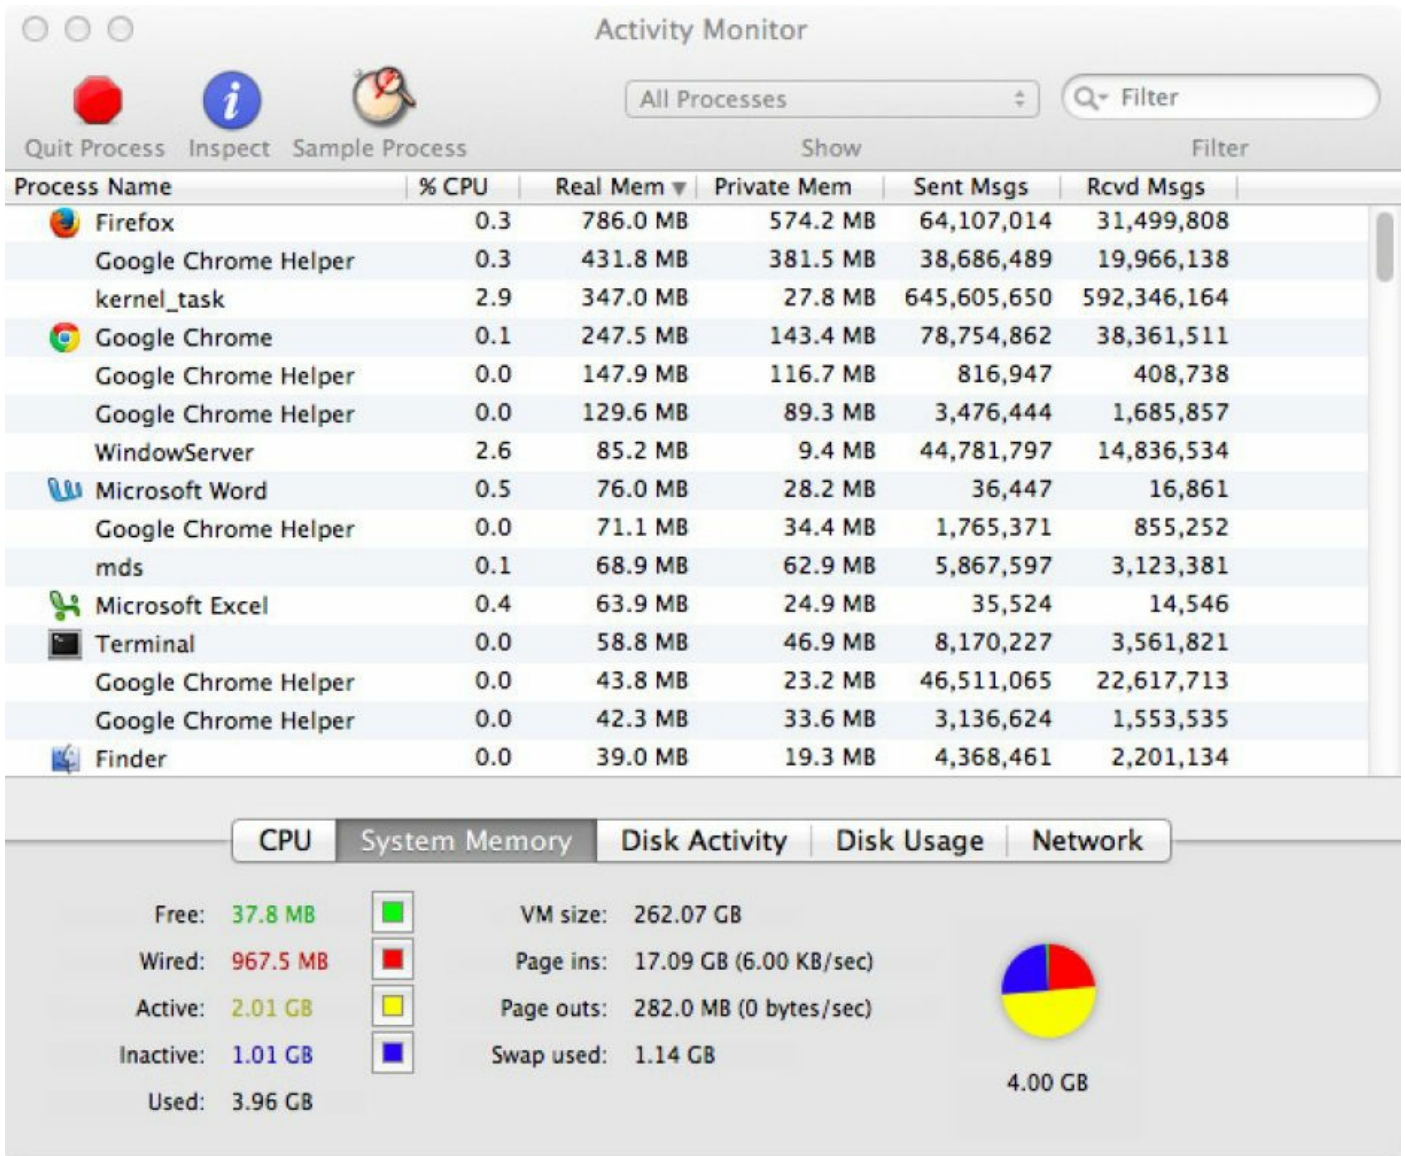 Activity Monitor
All Processes
Filter
Quit Process Inspect Sample Process Show Filter
Process Name % CPU Real Mem ▼ Private Mem Sent Msgs Rcvd Msgs
Firefox 0.3 786.0 MB 574.2 MB 64,107,014 31,499,808
Google Chrome Helper 0.3 431.8 MB 381.5 MB 38,686,489 19,966,138
kernel_task 2.9 347.0 MB 27.8 MB 645,605,650 592,346,164
Google Chrome 0.1 247.5 MB 143.4 MB 78,754,862 38,361,511
Google Chrome Helper 0.0 147.9 MB 116.7 MB 816,947 408,738
Google Chrome Helper 0.0 129.6 MB 89.3 MB 3,476,444 1,685,857
WindowServer 2.6 85.2 MB 9.4 MB 44,781,797 14,836,534
Microsoft Word 0.5 76.0 MB 28.2 MB 36,447 16,861
Google Chrome Helper 0.0 71.1 MB 34.4 MB 1,765,371 855,252
mds 0.1 68.9 MB 62.9 MB 5,867,597 3,123,381
Microsoft Excel 0.4 63.9 MB 24.9 MB 35,524 14,546
Terminal 0.0 58.8 MB 46.9 MB 8,170,227 3,561,821
Google Chrome Helper 0.0 43.8 MB 23.2 MB 46,511,065 22,617,713
Google Chrome Helper 0.0 42.3 MB 33.6 MB 3,136,624 1,553,535
Finder 0.0 39.0 MB 19.3 MB 4,368,461 2,201,134
CPU System Memory Disk Activity Disk Usage Network
Free: 37.8 MB VM size: 262.07 GB
Wired: 967.5 MB Page ins: 17.09 GB (6.00 KB/sec)
Active: 2.01 GB Page outs: 282.0 MB (0 bytes/sec)
Inactive: 1.01 GB Swap used: 1.14 GB
4.00 GB
Used: 3.96 GB